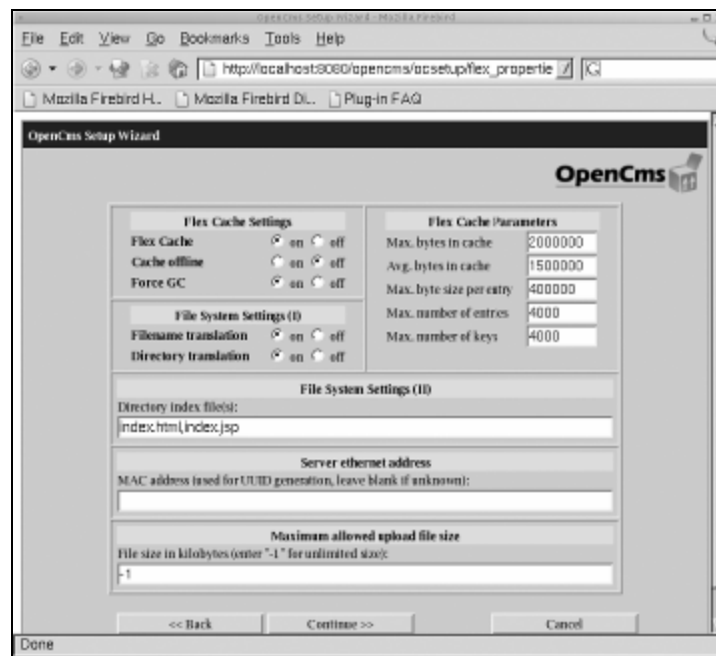 OpenCms Setup Wizard - Mozilla Firebird
File Edit View Go Bookmarks Tools Help
http://localhost:8080/opencms/ocsetup/flex_propertie
Mozilla Firebird H... Mozilla Firebird Di... Plug-in FAQ
OpenCms Setup Wizard
OpenCms
Flex Cache Settings
Flex Cache on off
Cache offline on off
Force GC on off
File System Settings (I)
Filename translation on off
Directory translation on off
Flex Cache Parameters
Max. bytes in cache 2000000
Avg. bytes in cache 1500000
Max. byte size per entry 400000
Max. number of entries 4000
Max. number of keys 4000
File System Settings (II)
Directory index file(s):
index.html,index.jsp
Server ethernet address
MAC address (used for UUID generation, leave blank if unknown):
Maximum allowed upload file size
File size in kilobytes (enter "-1" for unlimited size):
-1
<< Back Continue >> Cancel
Done